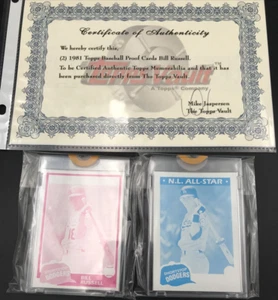 Certificate of Authenticity
We hereby certify this,
(2) 1981 Topps Baseball Proof Cards Bill Russell.
To be Certified Authentic Topps Memorabilia and that it has
been purchased directly from The Topps Vault.
A Topps Company
Mike Jaspersen
The Topps Vault
N.L. ALL-STAR
DODGERS
BILL RUSSELL
DODGERS